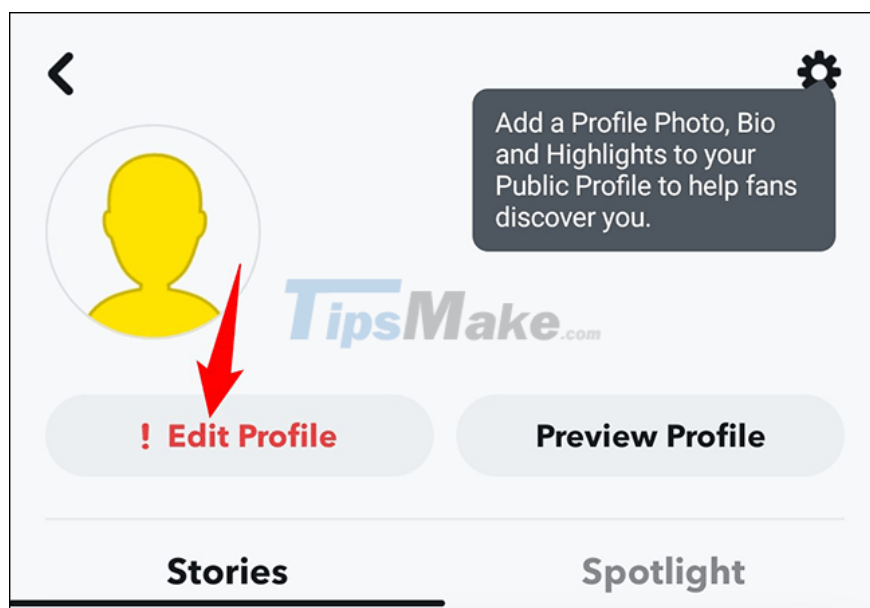 Add a Profile Photo, Bio
and Highlights to your
Public Profile to help fans
discover you.
TipsMake.com
! Edit Profile
Preview Profile
Stories
Spotlight